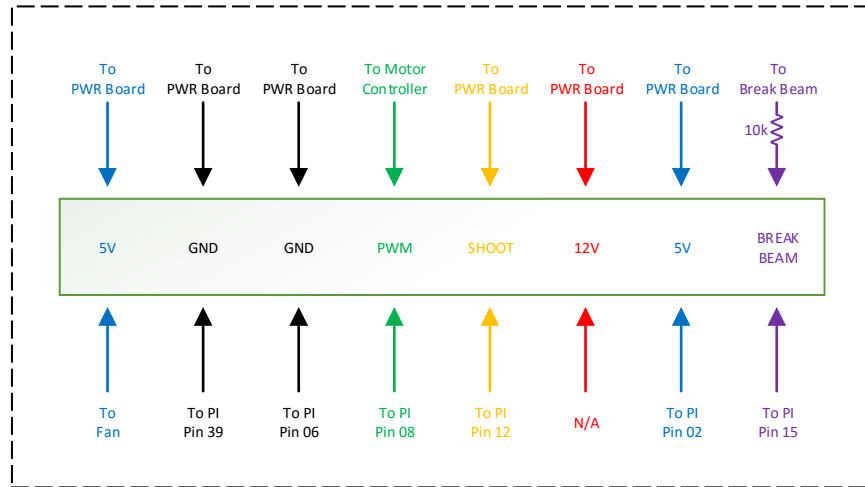 To To To To Motor To To To To
PWR Board PWR Board PWR Board Controller PWR Board PWR Board PWR Board Break Beam
10k
5V GND GND PWM SHOOT 12V 5V BREAK
BEAM
To To PI To PI To PI To PI N/A To PI To PI
Fan Pin 39 Pin 06 Pin 08 Pin 12 Pin 02 Pin 15